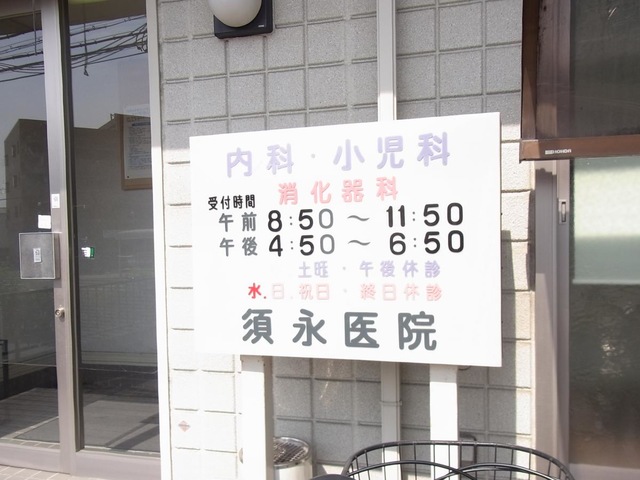 内科・小児科
消化器科
受付時間
午前 8:50 〜 11:50
午後 4:50 〜 6:50
土旺・午後休診
水.日.祝日・終日休診
須永医院